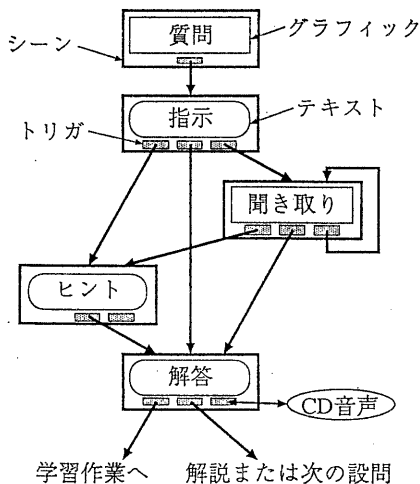 質問
グラフィック
シーン
指示
テキスト
トリガ
聞き取り
ヒント
解答
CD音声
学習作業へ
解説または次の設問